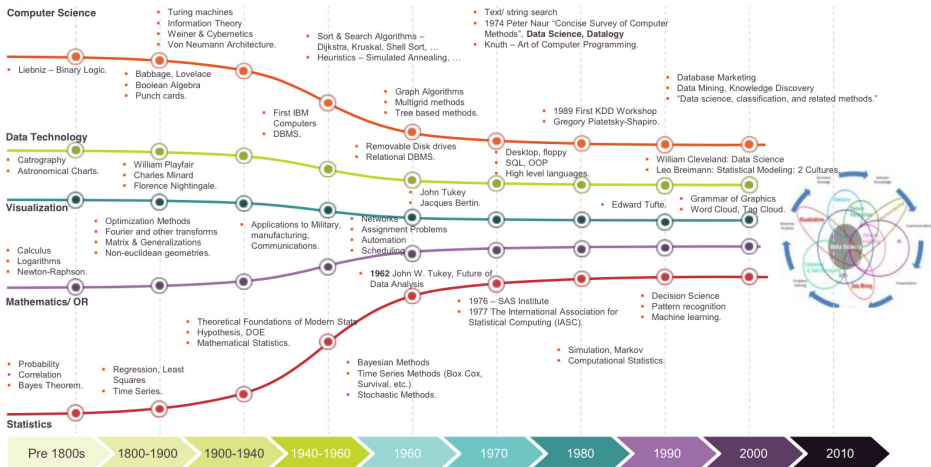 Computer Science
Turing machines
Information Theory
Weiner & Cybernetics
Von Neumann Architecture.
Text/ string search
1974 Peter Naur “Concise Survey of Computer
Methods”, Data Science, Datalogy
Knuth – Art of Computer Programming.
Sort & Search Algorithms –
Dijkstra, Kruskal, Shell Sort, …
Heuristics – Simulated Annealing, …
Liebniz – Binary Logic.
Babbage, Lovelace
Boolean Algebra
Punch cards.
Database Marketing
Data Mining, Knowledge Discovery
“Data science, classification, and related methods.”
Graph Algorithms
Multigrid methods
Tree based methods.
First IBM
Computers
DBMS.
1989 First KDD Workshop
Gregory Piatetsky-Shapiro.
Data Technology
Removable Disk drives
Relational DBMS.
Desktop, floppy
SQL, OOP
High level languages.
William Cleveland: Data Science
Leo Breimann: Statistical Modeling: 2 Cultures.
Catrography
Astronomical Charts.
William Playfair
Charles Minard
Florence Nightingale.
John Tukey
Jacques Bertin.
Edward Tufte.
Grammar of Graphics
Word Cloud, Tag Cloud.
Visualization
Optimization Methods
Fourier and other transforms
Matrix & Generalizations
Non-euclidean geometries.
Applications to Military,
manufacturing,
Communications.
Networks
Assignment Problems
Automation
Scheduling
Calculus
Logarithms
Newton-Raphson.
1962 John W. Tukey, Future of
Data Analysis
Mathematics/ OR
1976 – SAS Institute
1977 The International Association for
Statistical Computing (IASC).
Decision Science
Pattern recognition
Machine learning.
Theoretical Foundations of Modern Stats
Hypothesis, DOE
Mathematical Statistics.
Probability
Correlation
Bayes Theorem.
Regression, Least
Squares
Time Series.
Bayesian Methods
Time Series Methods (Box Cox,
Survival, etc.)
Stochastic Methods.
Simulation, Markov
Computational Statistics.
Statistics
Visualization
Data Science
Data Mining
Pre 1800s
1800-1900
1900-1940
1940-1960
1960
1970
1980
1990
2000
2010